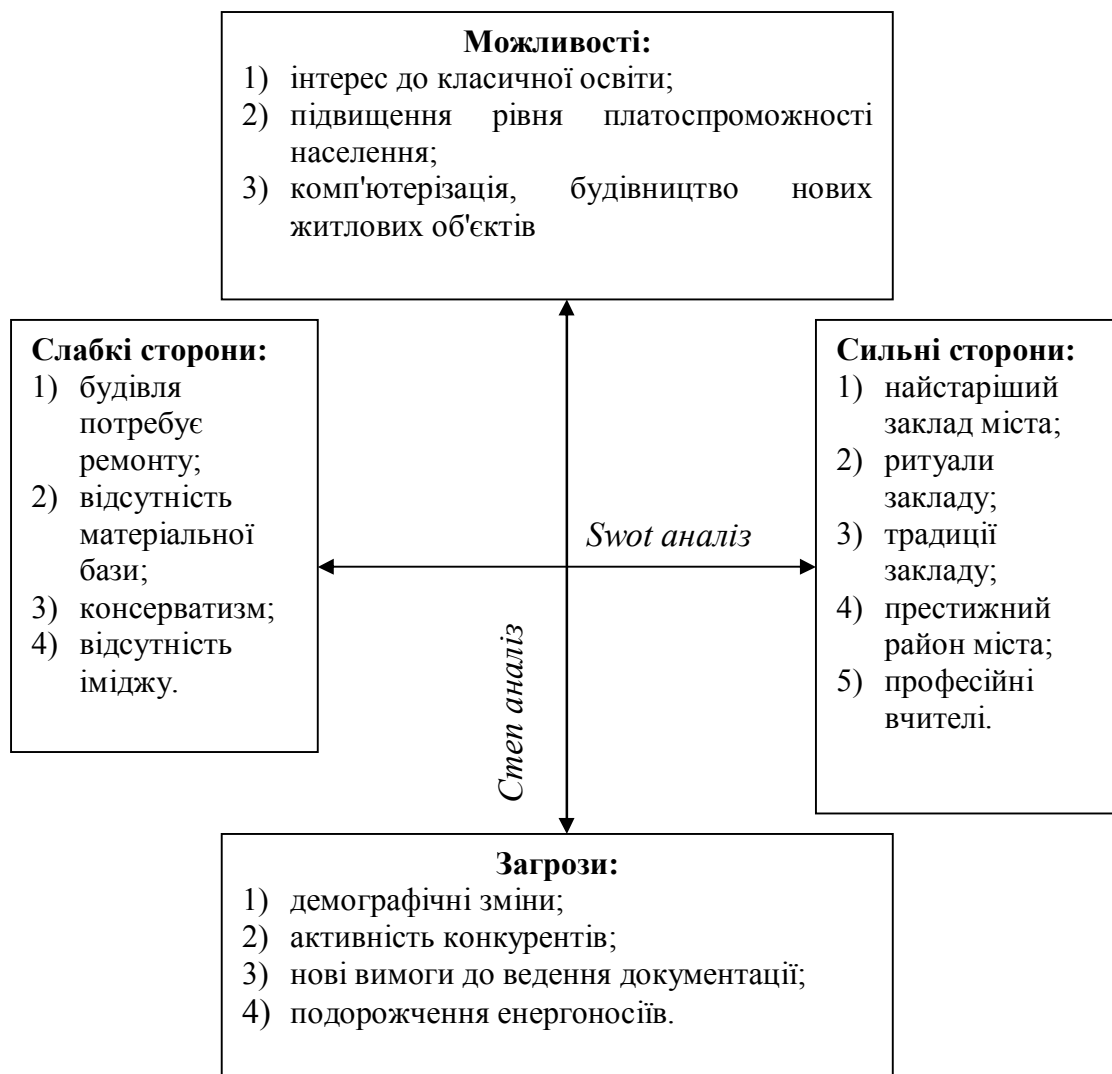 Можливості:
1) інтерес до класичної освіти;
2) підвищення рівня платоспроможності
населення;
3) комп'ютерізація, будівництво нових
житлових об'єктів
Слабкі сторони:
1) будівля
потребує
ремонту;
2) відсутність
матеріальної
бази;
3) консерватизм;
4) відсутність
іміджу.
Swot аналіз
Степ аналіз
Сильні сторони:
1) найстаріший
заклад міста;
2) ритуали
закладу;
3) традиції
закладу;
4) престижний
район міста;
5) професійні
вчителі.
Загрози:
1) демографічні зміни;
2) активність конкурентів;
3) нові вимоги до ведення документації;
4) подорожчення енергоносіїв.